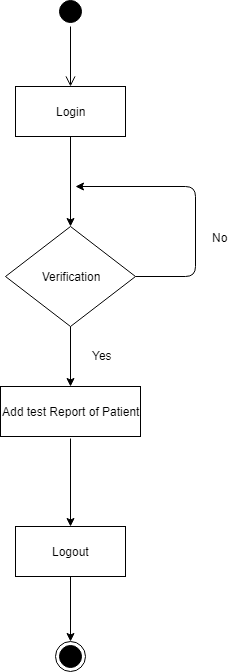 Login
No
Verification
Yes
Add test Report of Patient
Logout